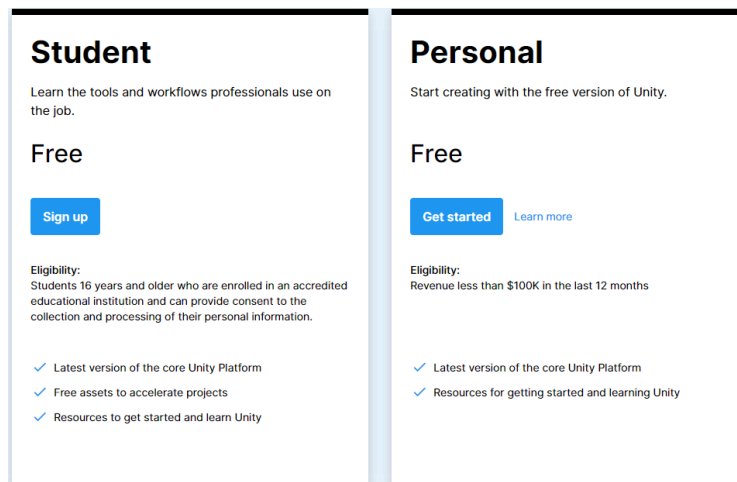 Student
Learn the tools and workflows professionals use on
the job.
Free
Sign up
Eligibility:
Students 16 years and older who are enrolled in an accredited
educational institution and can provide consent to the
collection and processing of their personal information.
Latest version of the core Unity Platform
Free assets to accelerate projects
Resources to get started and learn Unity
Personal
Start creating with the free version of Unity.
Free
Get started
Learn more
Eligibility:
Revenue less than $100K in the last 12 months
Latest version of the core Unity Platform
Resources for getting started and learning Unity